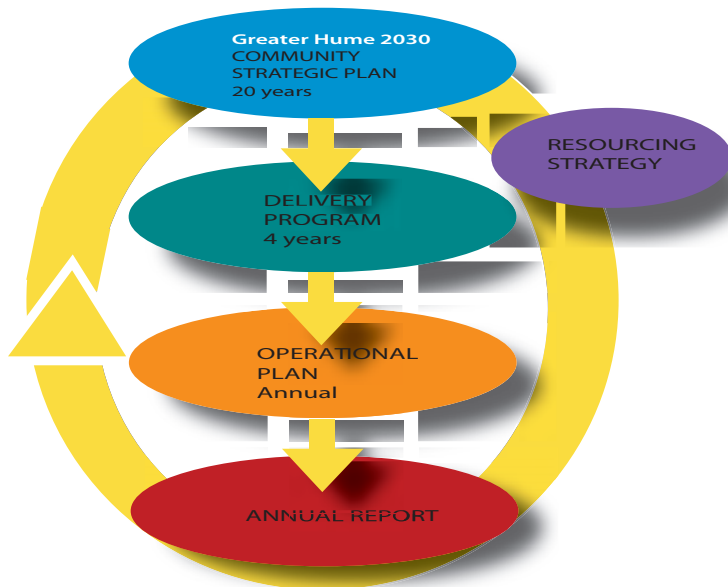 Greater Hume 2030
COMMUNITY
STRATEGIC PLAN
20 years
RESOURCING
STRATEGY
DELIVERY
PROGRAM
4 years
OPERATIONAL
PLAN
Annual
ANNUAL REPORT